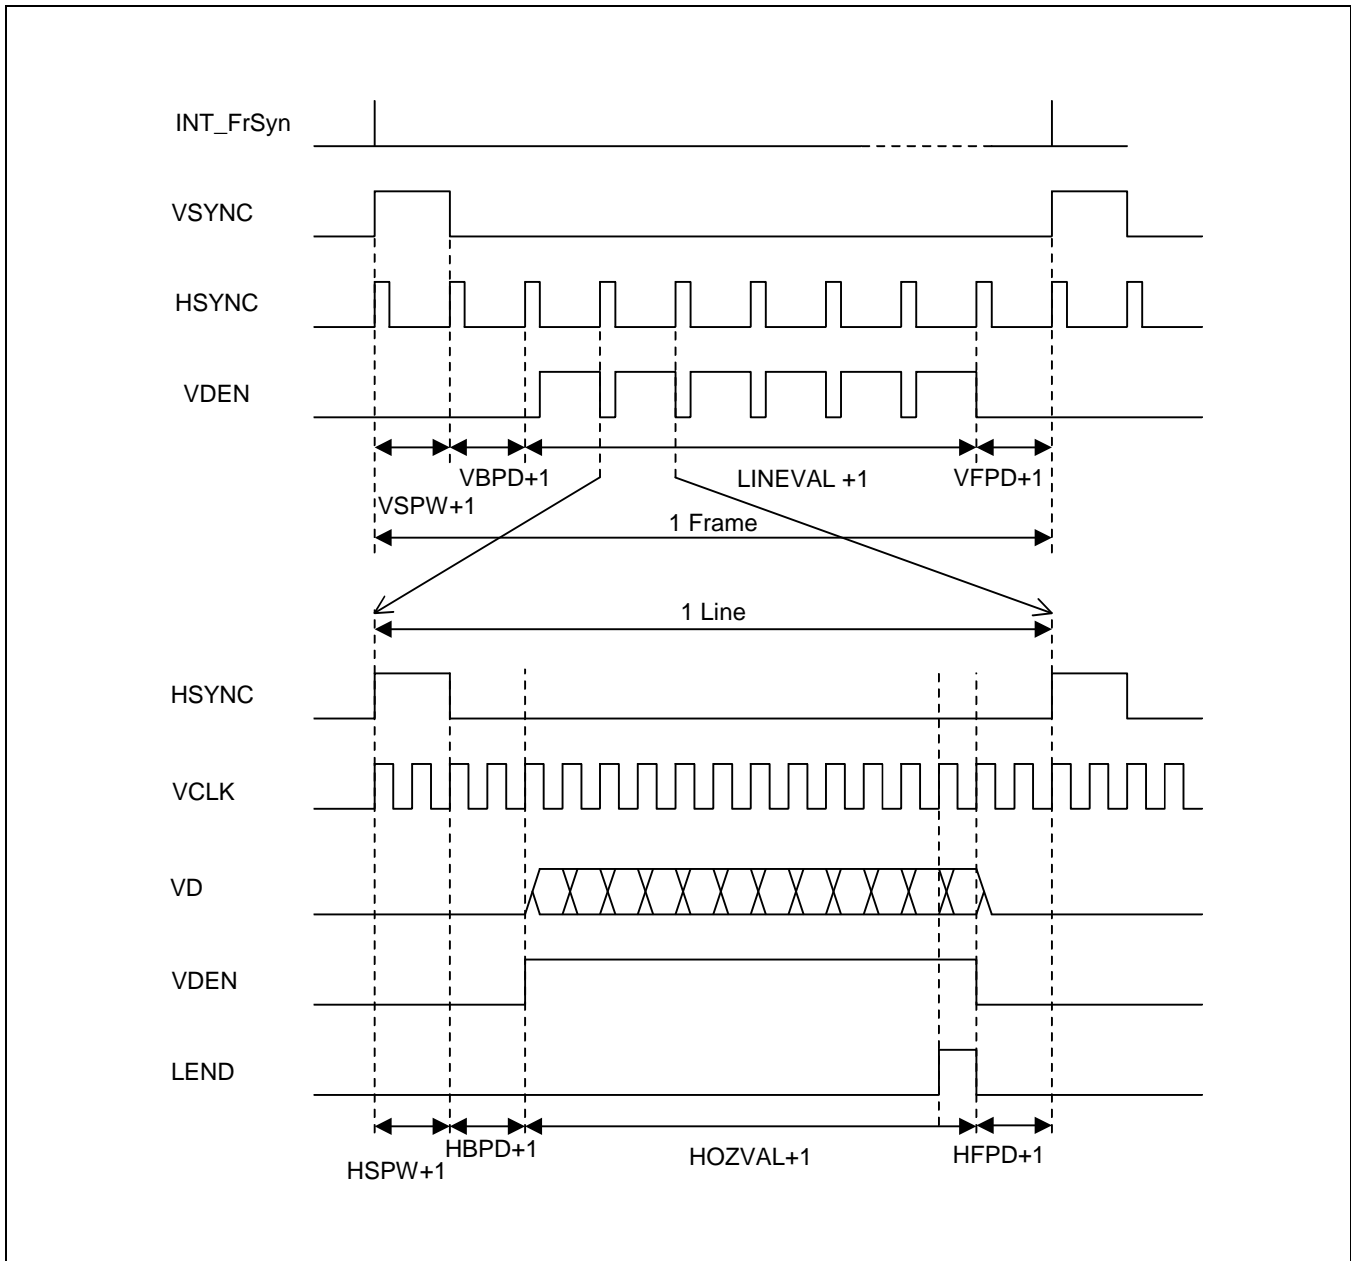 INT_FrSyn
VSYNC
HSYNC
VDEN
VBPD+1
LINEVAL +1
VFPD+1
VSPW+1
1 Frame
1 Line
HSYNC
VCLK
VD
VDEN
LEND
HBPD+1
HOZVAL+1
HFPD+1
HSPW+1